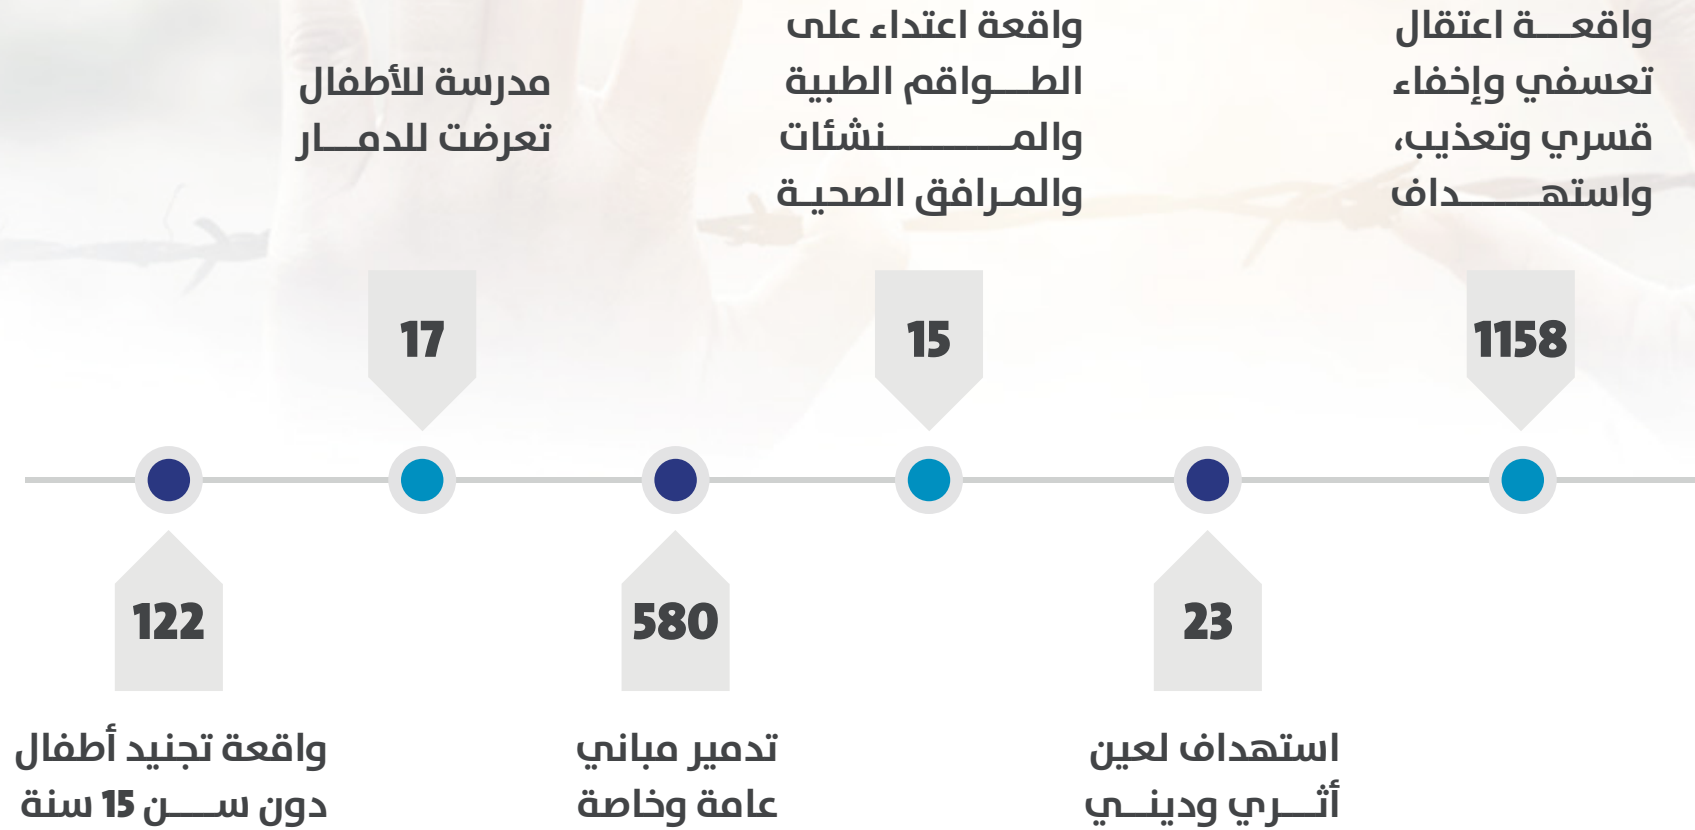 واقعة اعتقال
تعسفي وإخفاء
قسري وتعذيب،
واستهداف
1158
استهداف لعين
أثري وديني
23
واقعة اعتداء على
الطواقم الطبية
والمنشئات
والمرافق الصحية
15
تدمير مباني
عامة وخاصة
580
مدرسة للأطفال
تعرضت للدمار
17
واقعة تجنيد أطفال
دون سن 15 سنة
122